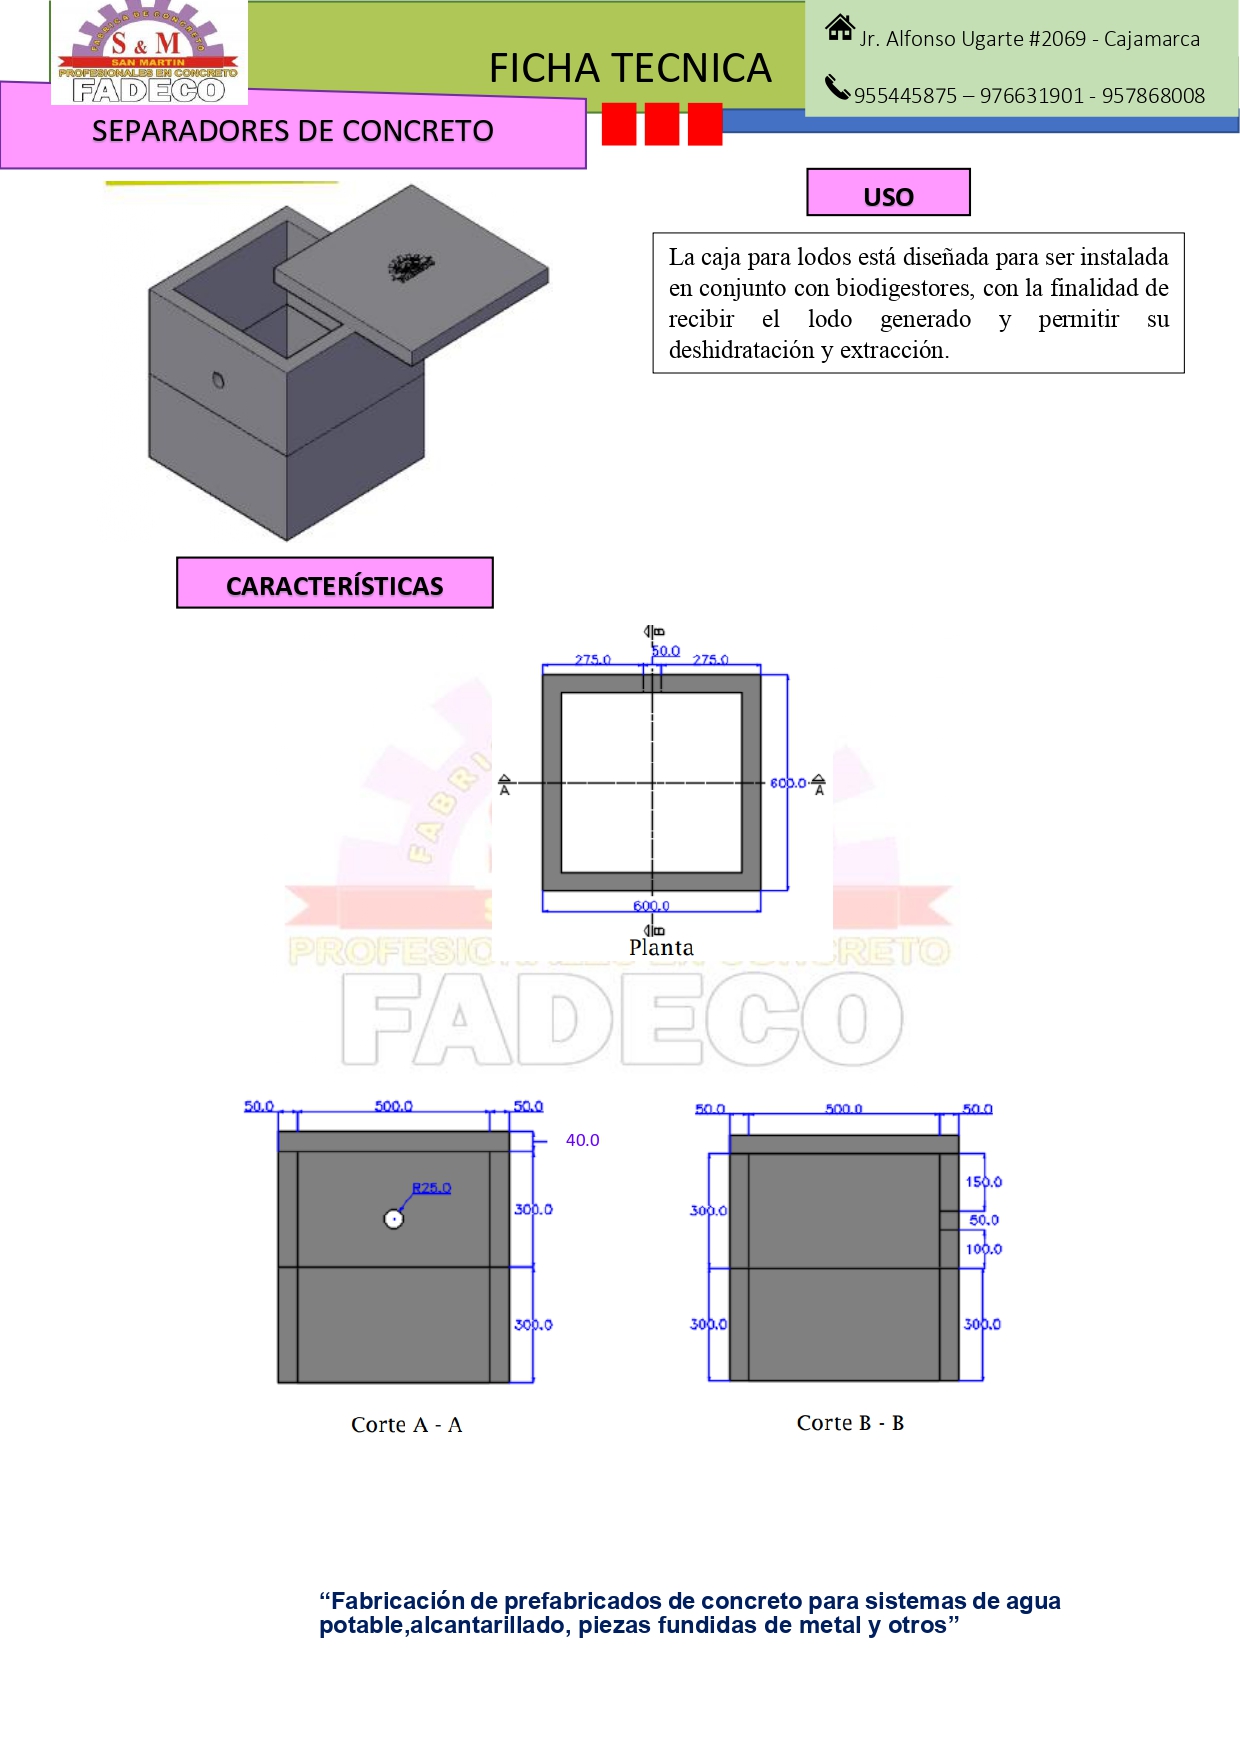 FABRICA DE CONCRETO
S & M
SAN MARTIN
PROFESIONALES EN CONCRETO
FADECO
FICHA TECNICA
Jr. Alfonso Ugarte #2069 - Cajamarca
955445875 – 976631901 - 957868008
SEPARADORES DE CONCRETO
USO
La caja para lodos está diseñada para ser instalada
en conjunto con biodigestores, con la finalidad de
recibir el lodo generado y permitir su
deshidratación y extracción.
CARACTERÍSTICAS
B
275.0 50.0 275.0
A 600.0 A
600.0
B
Planta
FABRI
PROFESIO CRETO
FADECO
50.0 500.0 50.0
40.0
R25.0
300.0
300.0
Corte A - A
50.0 500.0 50.0
150.0
300.0
50.0
100.0
300.0 300.0
Corte B - B
“Fabricación de prefabricados de concreto para sistemas de agua
potable,alcantarillado, piezas fundidas de metal y otros”